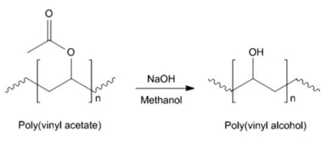 O
O
OH
NaOH
Methanol
n
n
Poly(vinyl acetate)
Poly(vinyl alcohol)